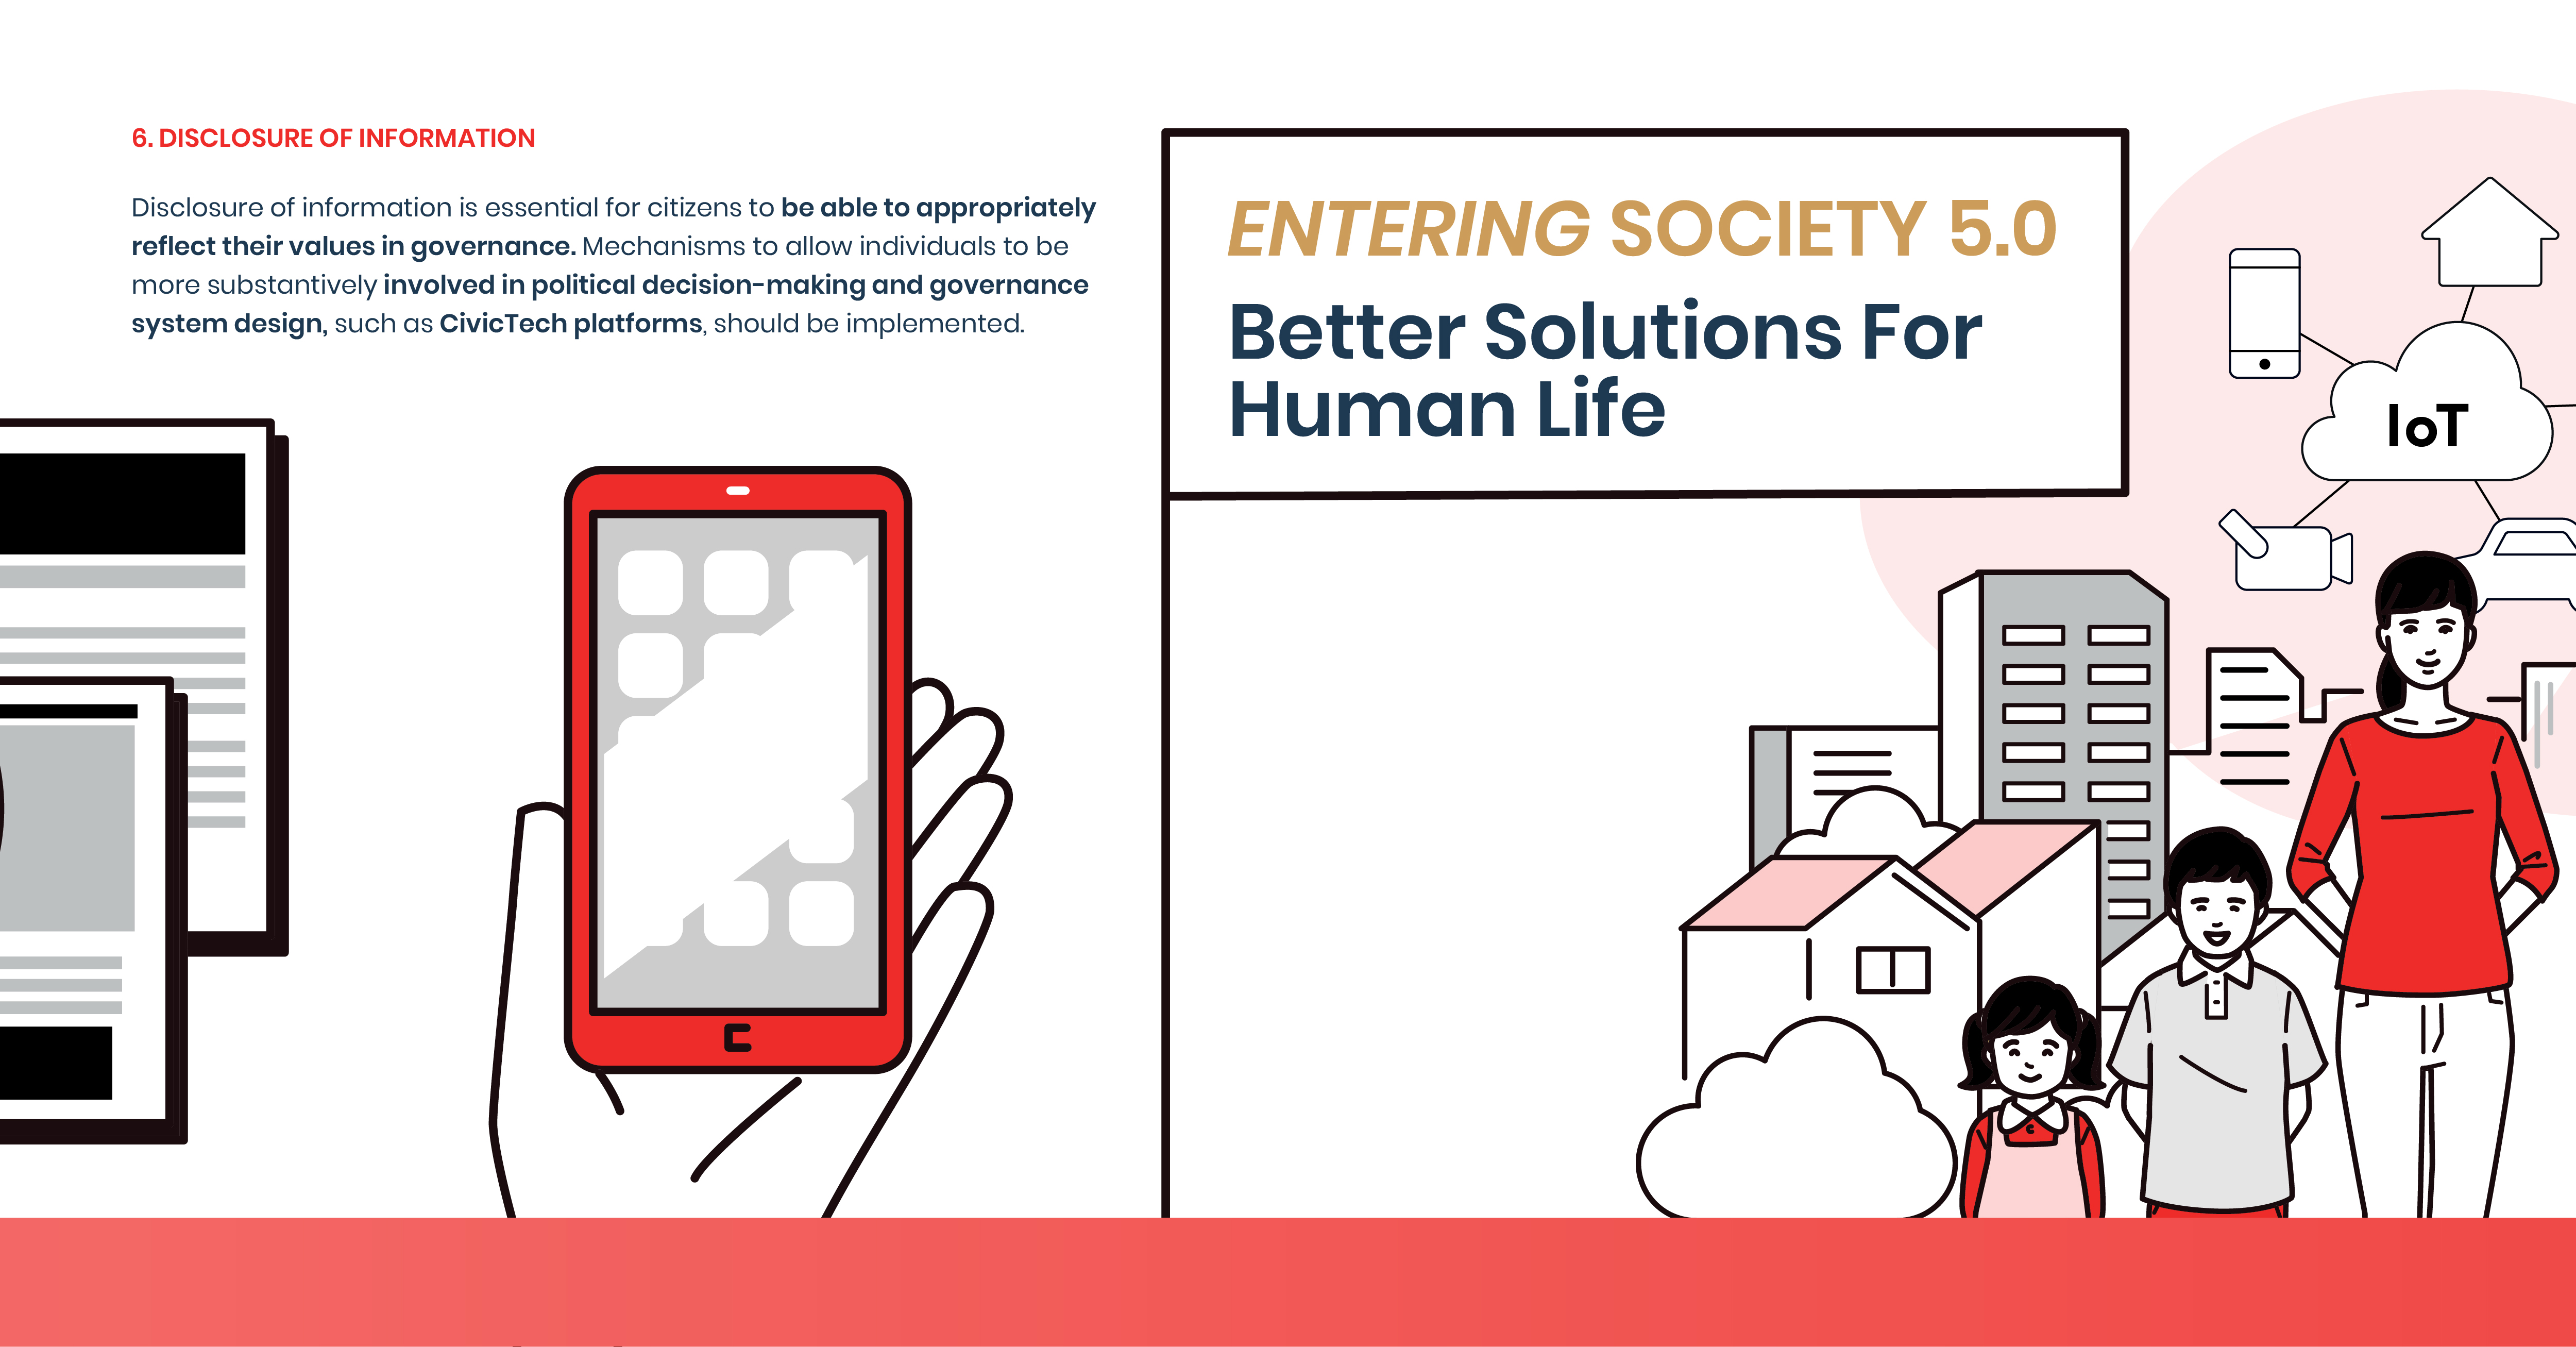 6. DISCLOSURE OF INFORMATION
Disclosure of information is essential for citizens to be able to appropriately
reflect their values in governance. Mechanisms to allow individuals to be
more substantively involved in political decision-making and governance
system design, such as CivicTech platforms, should be implemented.
ENTERING SOCIETY 5.0
Better Solutions For
Human Life
IoT